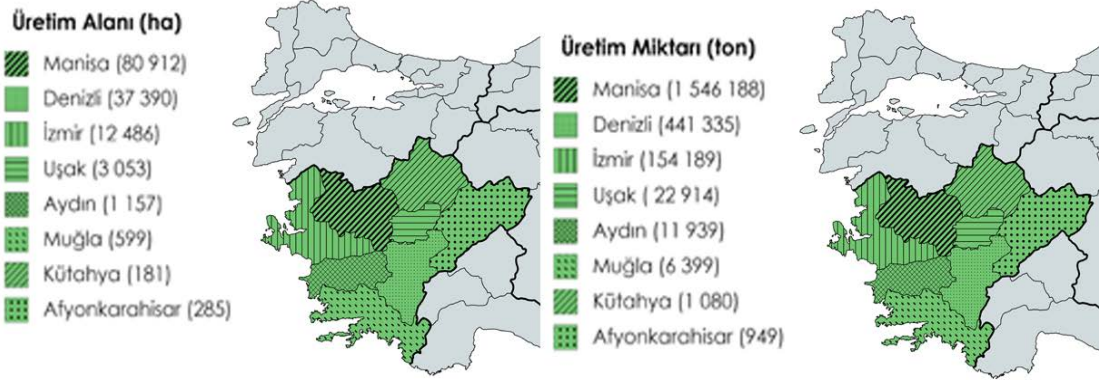 Üretim Alanı (ha)
Manisa (80 912)
Denizli (37 390)
İzmir (12 486)
Uşak (3 053)
Aydın (1 157)
Muğla (599)
Kütahya (181)
Afyonkarahisar (285)
Üretim Miktarı (ton)
Manisa (1 546 188)
Denizli (441 335)
İzmir (154 189)
Uşak ( 22 914)
Aydın (11 939)
Muğla (6 399)
Kütahya (1 080)
Afyonkarahisar (949)